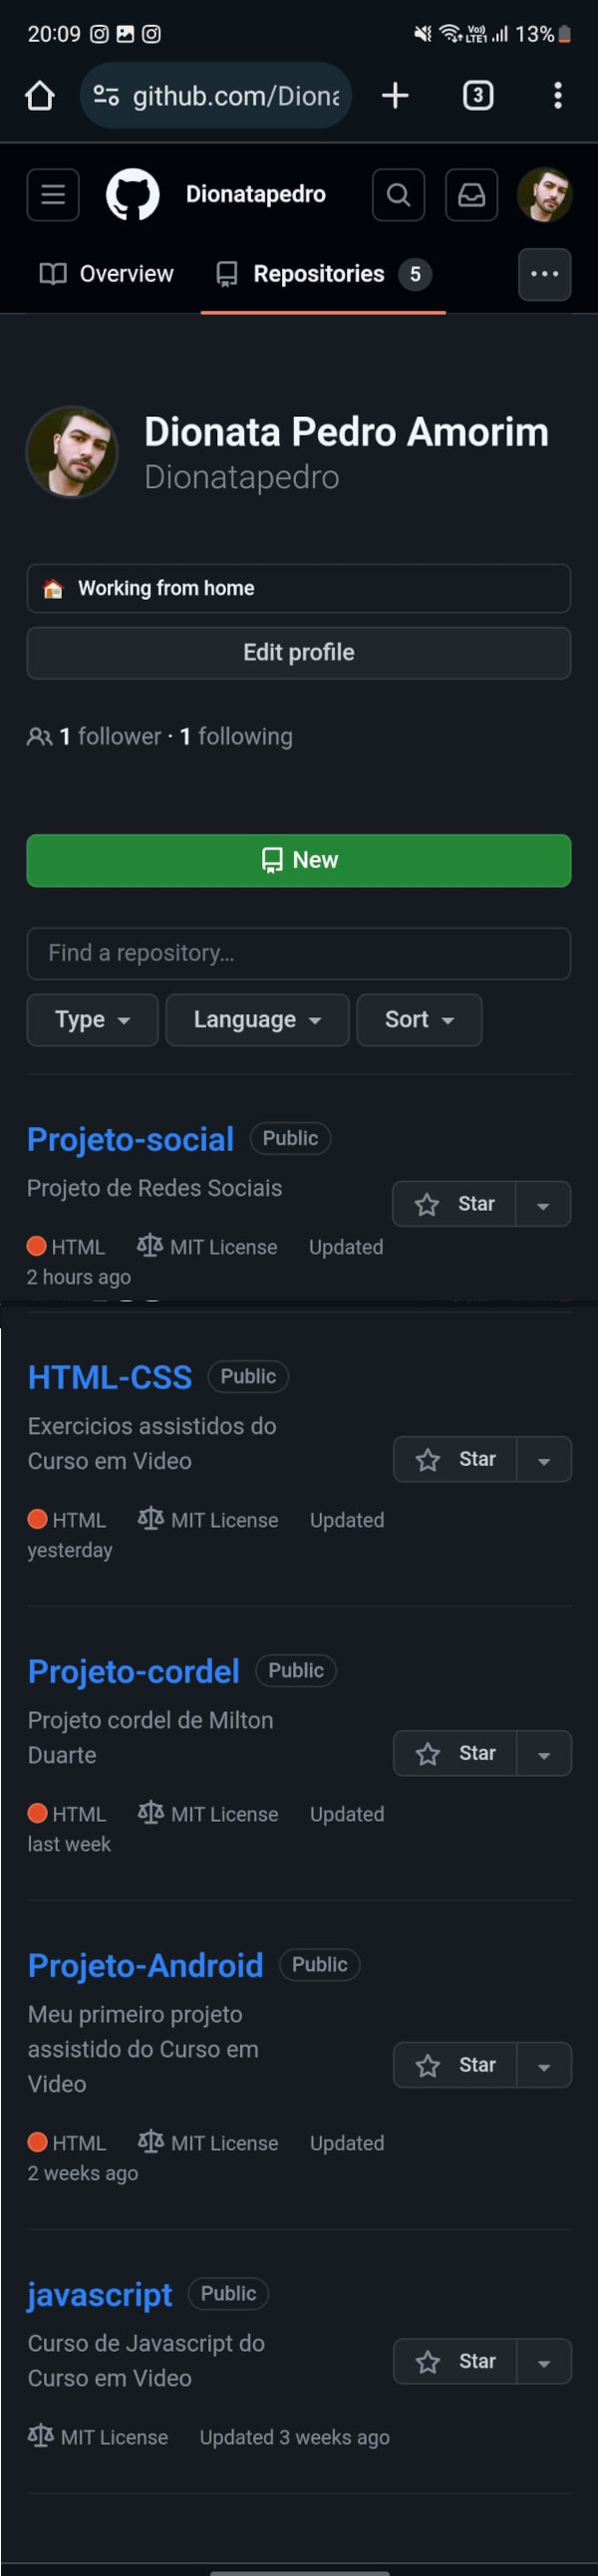 20:09 Vo)) LTE1 13%
github.com/Diona
3
Dionatapedro
Overview Repositories 5
Dionata Pedro Amorim
Dionatapedro
Working from home
Edit profile
1 follower · 1 following
New
Find a repository...
Type Language Sort
Projeto-social Public
Projeto de Redes Sociais
Star
HTML MIT License Updated
2 hours ago
HTML-CSS Public
Exercicios assistidos do
Curso em Video
Star
HTML MIT License Updated
yesterday
Projeto-cordel Public
Projeto cordel de Milton
Duarte
Star
HTML MIT License Updated
last week
Projeto-Android Public
Meu primeiro projeto
assistido do Curso em
Video
Star
HTML MIT License Updated
2 weeks ago
javascript Public
Curso de Javascript do
Curso em Video
Star
MIT License Updated 3 weeks ago